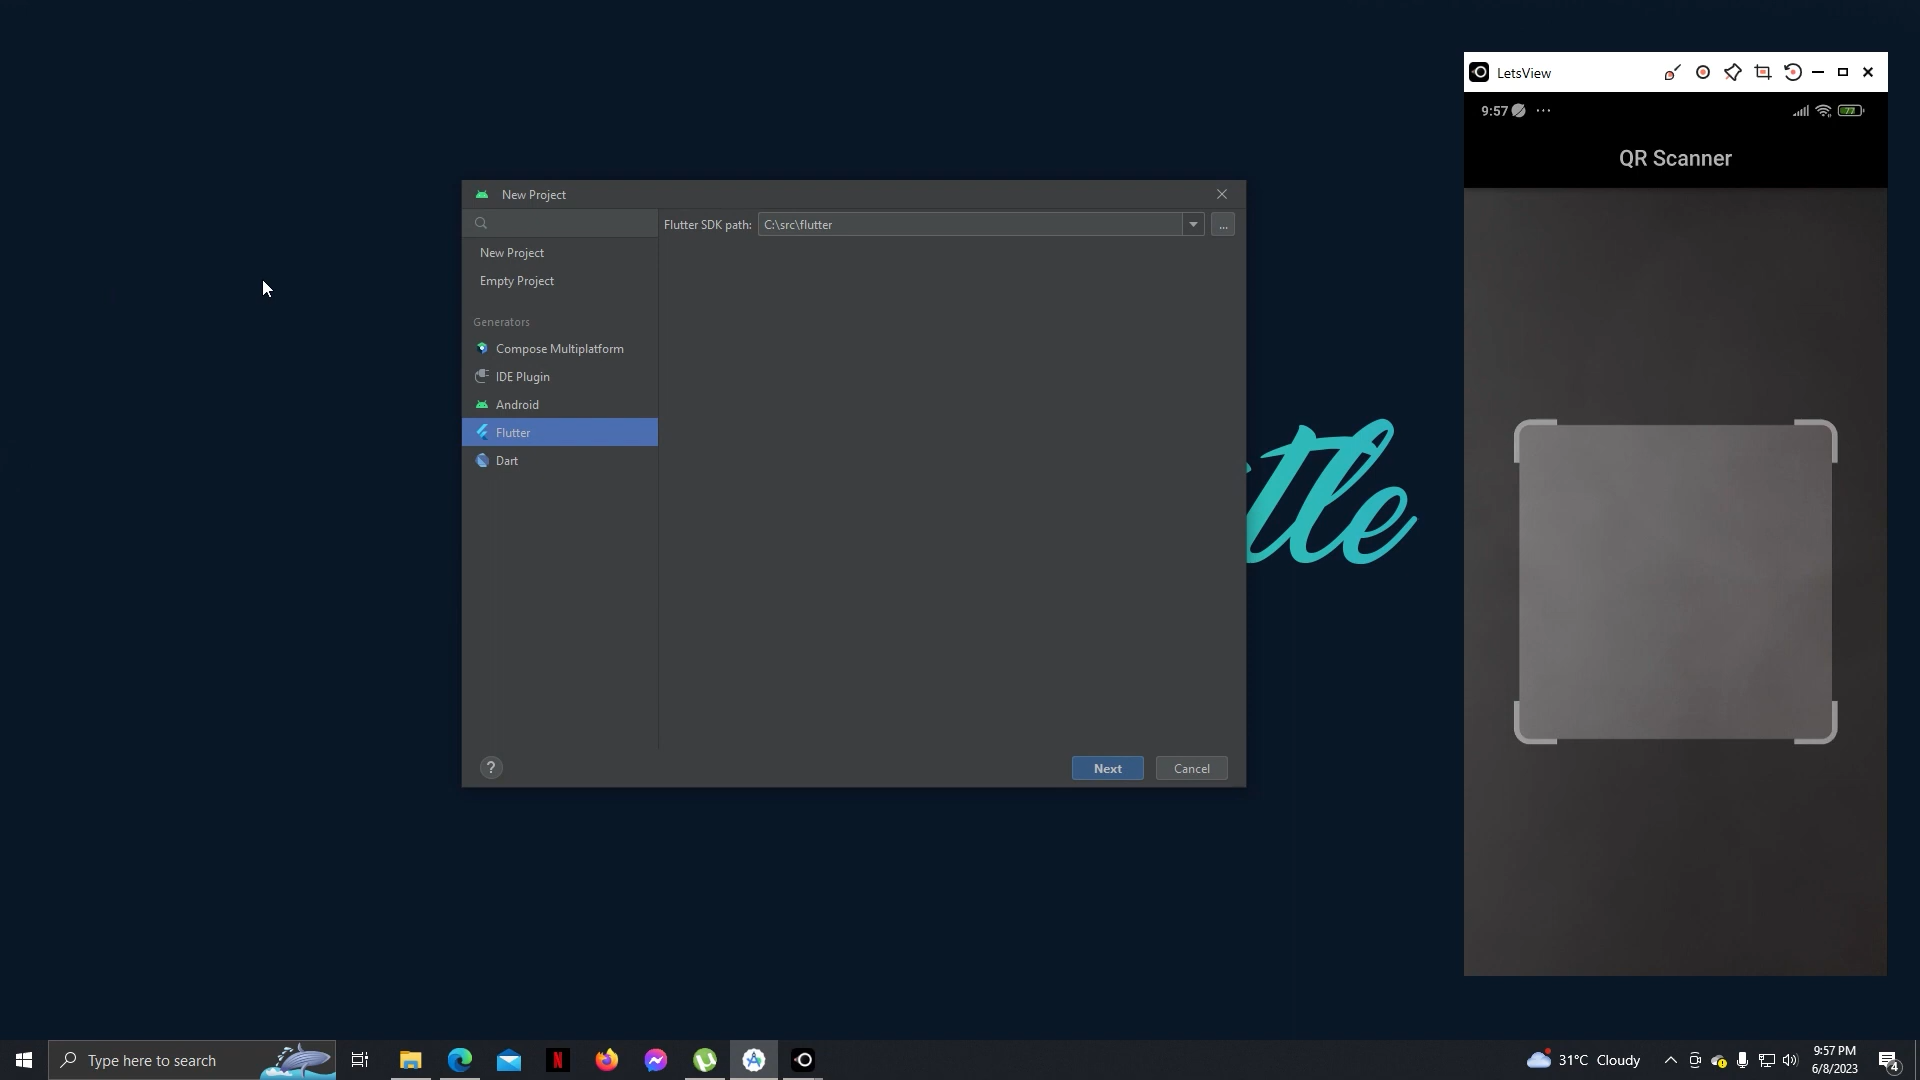 New Project
Flutter SDK path:
C:\src\flutter
...
New Project
Empty Project
Generators
Compose Multiplatform
IDE Plugin
Android
Flutter
Dart
?
Next
Cancel
tle
LetsView
9:57
...
77
QR Scanner
Type here to search
N
31°C Cloudy
9:57 PM
6/8/2023
4